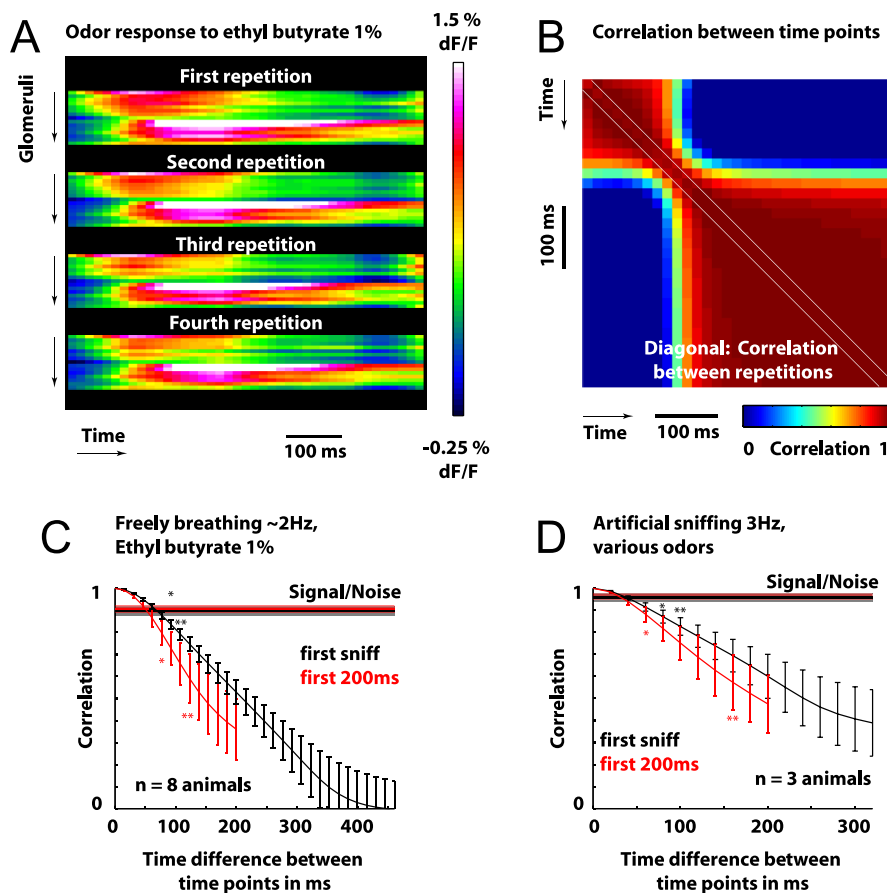 A
Odor response to ethyl butyrate 1%
Glomeruli
First repetition
Second repetition
Third repetition
Fourth repetition
Time
100 ms
1.5 %
dF/F
-0.25 %
dF/F
B
Correlation between time points
Time
100 ms
Diagonal: Correlation
between repetitions
Time
100 ms
0 Correlation 1
C
Freely breathing ~2Hz,
Ethyl butyrate 1%
1
Correlation
0
Signal/Noise
*
**
*
**
first sniff
first 200ms
n = 8 animals
0 100 200 300 400
Time difference between
time points in ms
D
Artificial sniffing 3Hz,
various odors
1
Correlation
0
Signal/Noise
* **
*
**
first sniff
first 200ms
n = 3 animals
0 100 200 300
Time difference between
time points in ms